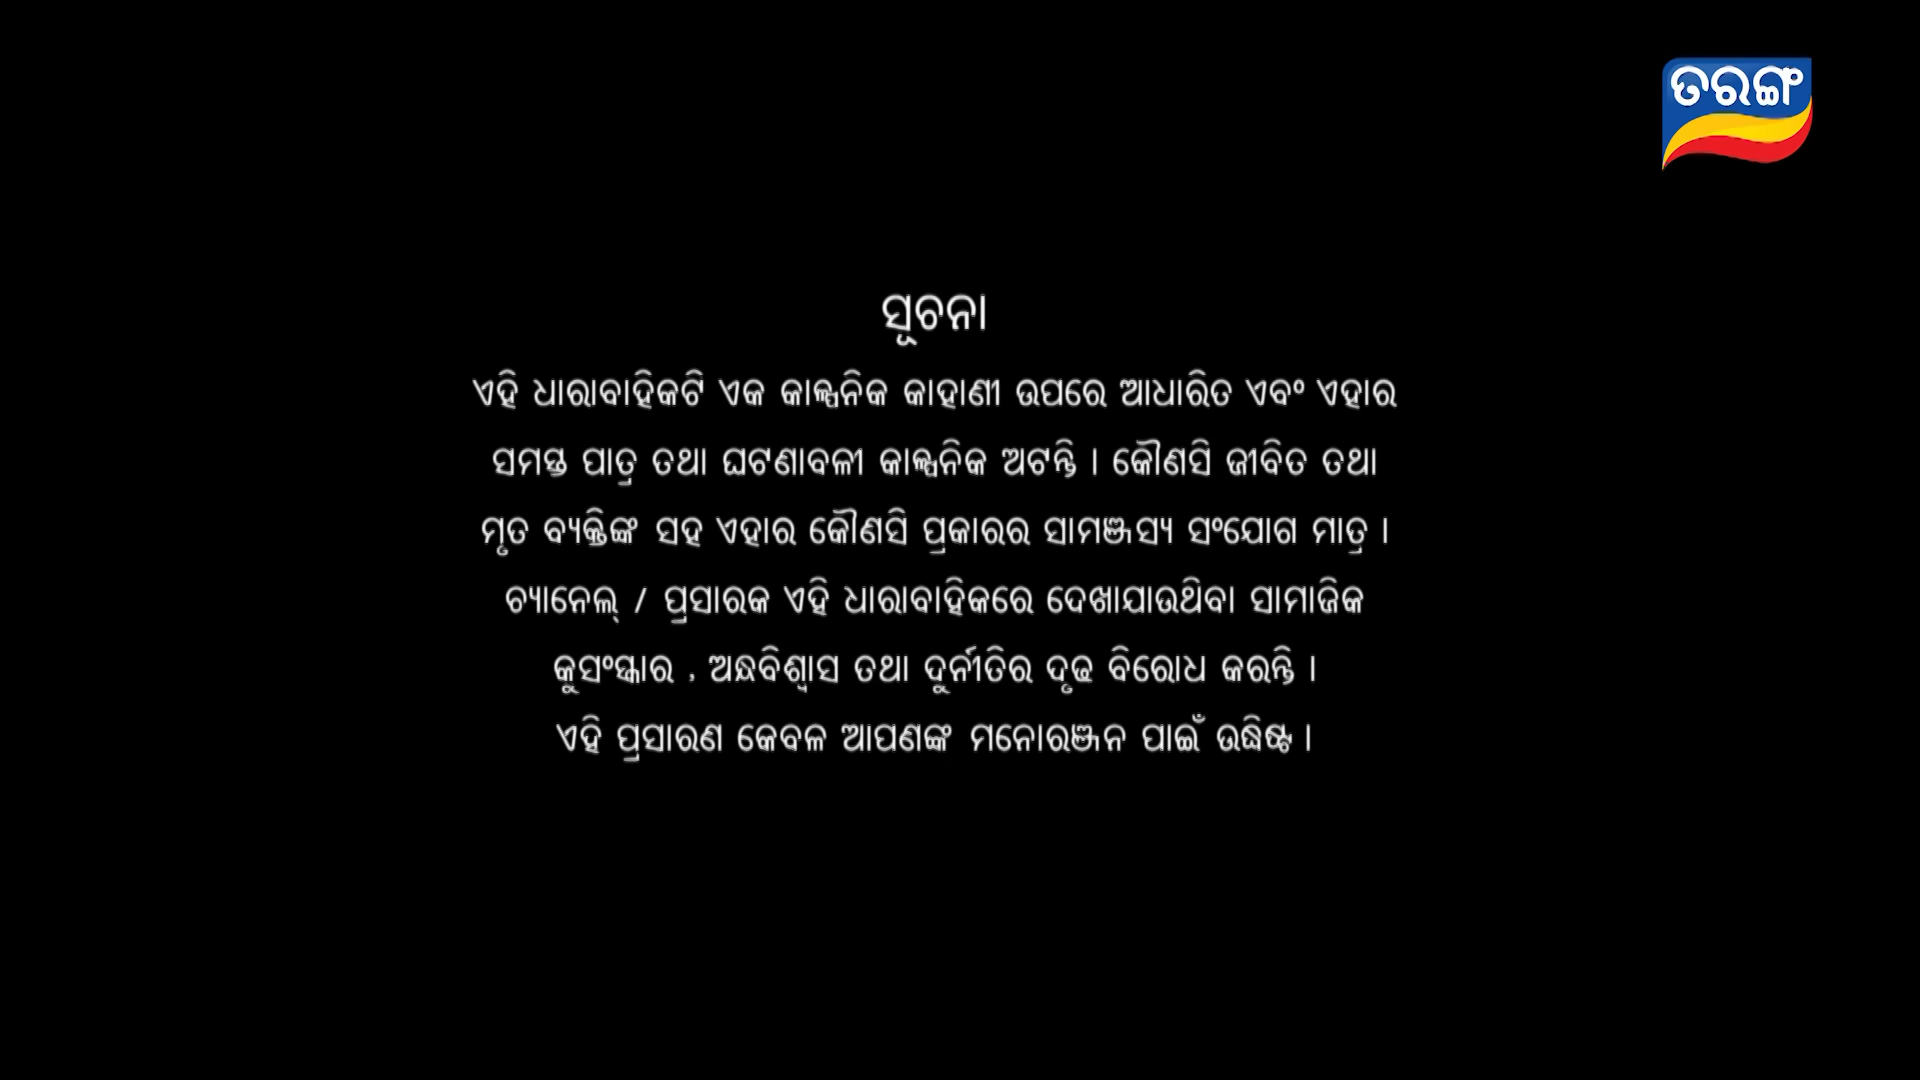 ତରଙ୍ଗ
ସୂଚନା
ଏହି ଧାରାବାହିକଟି ଏକ କାଳ୍ପନିକ କାହାଣୀ ଉପରେ ଆଧାରିତ ଏବଂ ଏହାର
ସମସ୍ତ ପାତ୍ର ତଥା ଘଟଣାବଳୀ କାଳ୍ପନିକ ଅଟନ୍ତି । କୌଣସି ଜୀବିତ ତଥା
ମୃତ ବ୍ୟକ୍ତିଙ୍କ ସହ ଏହାର କୌଣସି ପ୍ରକାରର ସାମଞ୍ଜସ୍ୟ ସଂଯୋଗ ମାତ୍ର ।
ଚ୍ୟାନେଲ୍ / ପ୍ରସାରକ ଏହି ଧାରାବାହିକରେ ଦେଖାଯାଉଥିବା ସାମାଜିକ
କୁସଂସ୍କାର , ଅନ୍ଧବିଶ୍ୱାସ ତଥା ଦୁର୍ନୀତିର ଦୃଢ଼ ବିରୋଧ କରନ୍ତି ।
ଏହି ପ୍ରସାରଣ କେବଳ ଆପଣଙ୍କ ମନୋରଞ୍ଜନ ପାଇଁ ଉଦ୍ଧିଷ୍ଟ ।